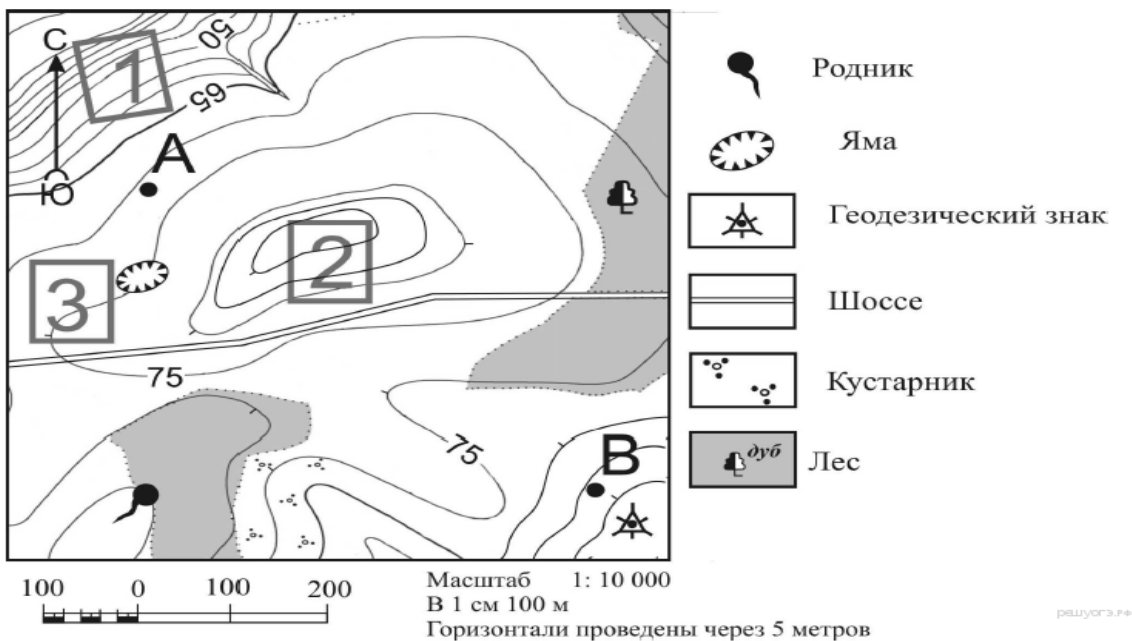 С
50
1
65
Ю
А
2
3
75
75
В
Родник
Яма
Геодезический знак
Шоссе
Кустарник
дуб
Лес
100 0 100 200
Масштаб 1: 10 000
В 1 см 100 м
Горизонтали проведены через 5 метров
решуогэ.рф